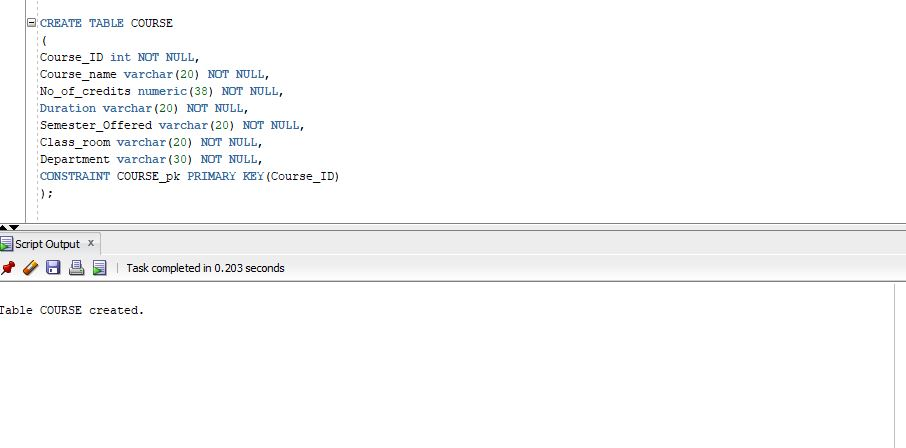 CREATE TABLE COURSE
(
Course_ID int NOT NULL,
Course_name varchar(20) NOT NULL,
No_of_credits numeric(38) NOT NULL,
Duration varchar(20) NOT NULL,
Semester_Offered varchar(20) NOT NULL,
Class_room varchar(20) NOT NULL,
Department varchar(30) NOT NULL,
CONSTRAINT COURSE_pk PRIMARY KEY(Course_ID)
);
Script Output x
Task completed in 0.203 seconds
Table COURSE created.